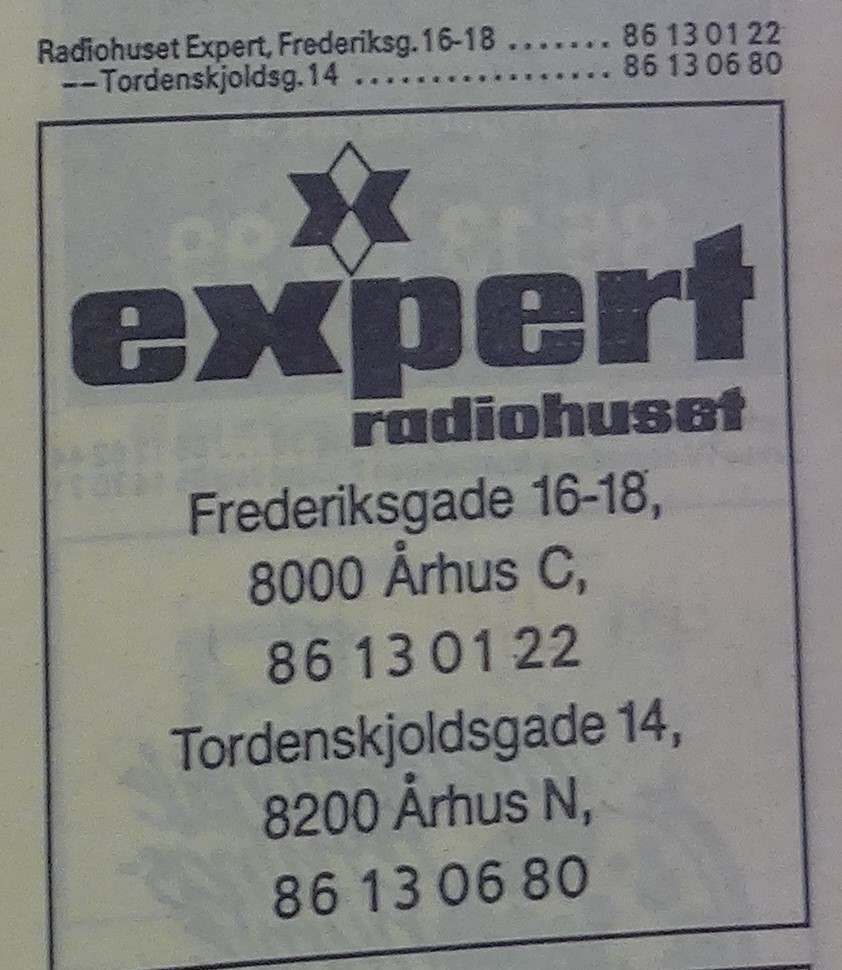 Radiohuset Expert, Frederiksg. 16-18 ....... 86 13 01 22
–– Tordenskjoldsg. 14 ................. 86 13 06 80
expert
radiohuset
Frederiksgade 16-18,
8000 Århus C,
86 13 01 22
Tordenskjoldsgade 14,
8200 Århus N,
86 13 06 80